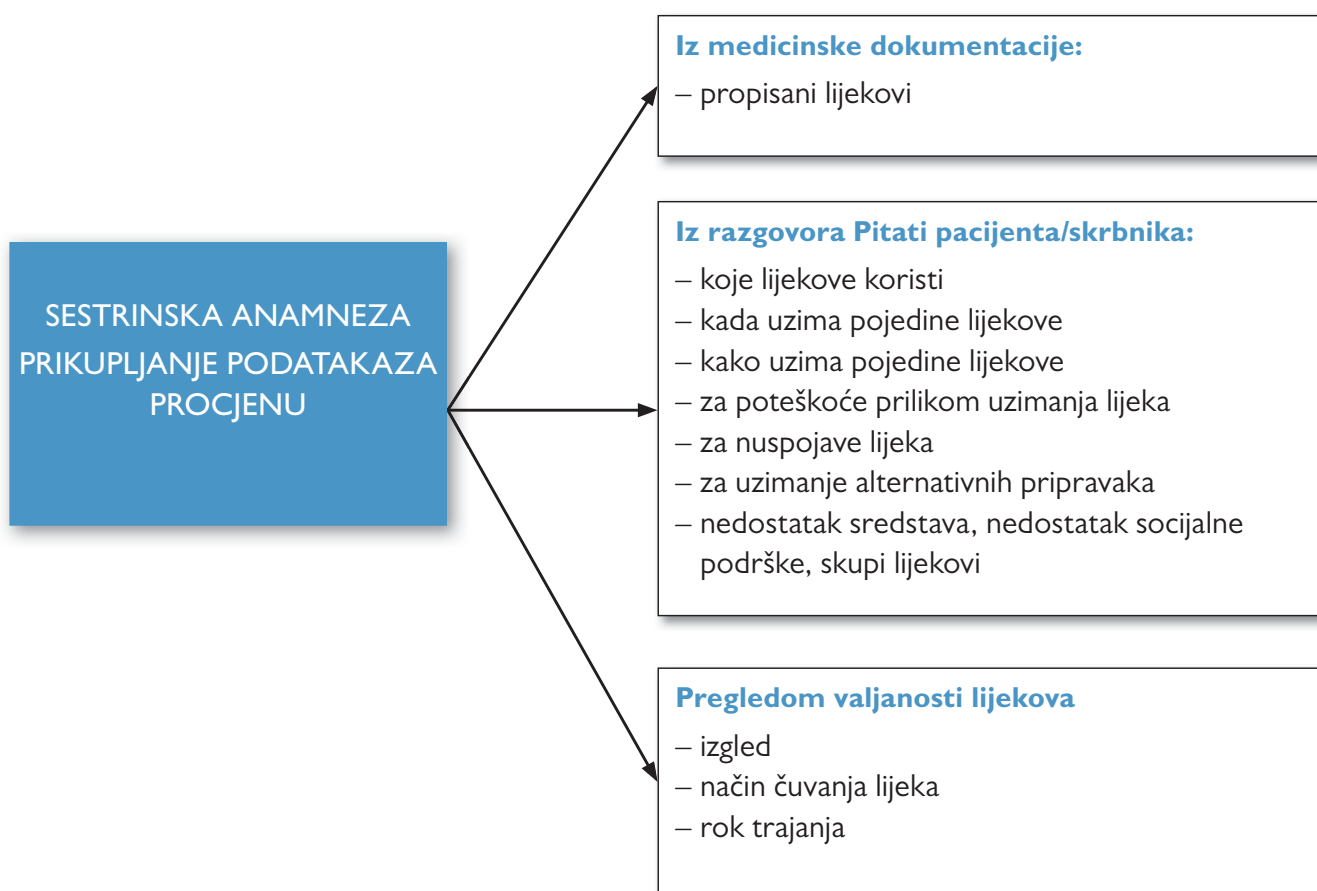 SESTRINSKA ANAMNEZA
PRIKUPLJANJE PODATAKAZA
PROCJENU
Iz medicinske dokumentacije:
– propisani lijekovi
Iz razgovora Pitati pacijenta/skrbnika:
– koje lijekove koristi
– kada uzima pojedine lijekove
– kako uzima pojedine lijekove
– za poteškoće prilikom uzimanja lijeka
– za nuspojave lijeka
– za uzimanje alternativnih pripravaka
– nedostatak sredstava, nedostatak socijalne
podrške, skupi lijekovi
Pregledom valjanosti lijekova
– izgled
– način čuvanja lijeka
– rok trajanja